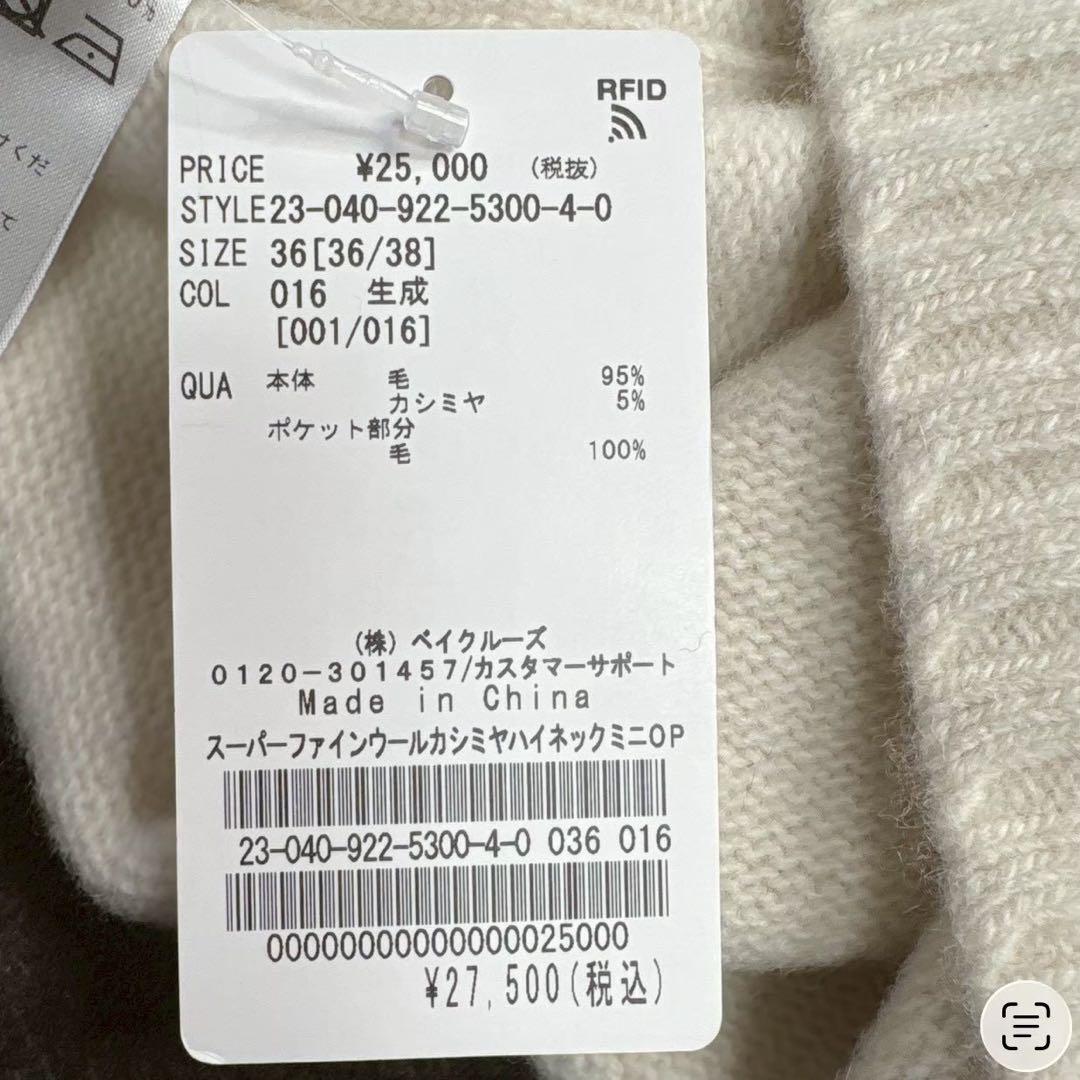 けくだ
て
RFID
PRICE ¥25,000 (税抜)
STYLE23-040-922-5300-4-0
SIZE 36[36/38]
COL 016 生成
[001/016]
QUA 本体 毛 95%
カシミヤ 5%
ポケット部分
毛 100%
(株) ベイクルーズ
0120-301457/カスタマーサポート
Made in China
スーパーファインウールカシミヤハイネックミニOP
23-040-922-5300-4-0 036 016
00000000000000025000
¥27,500(税込)